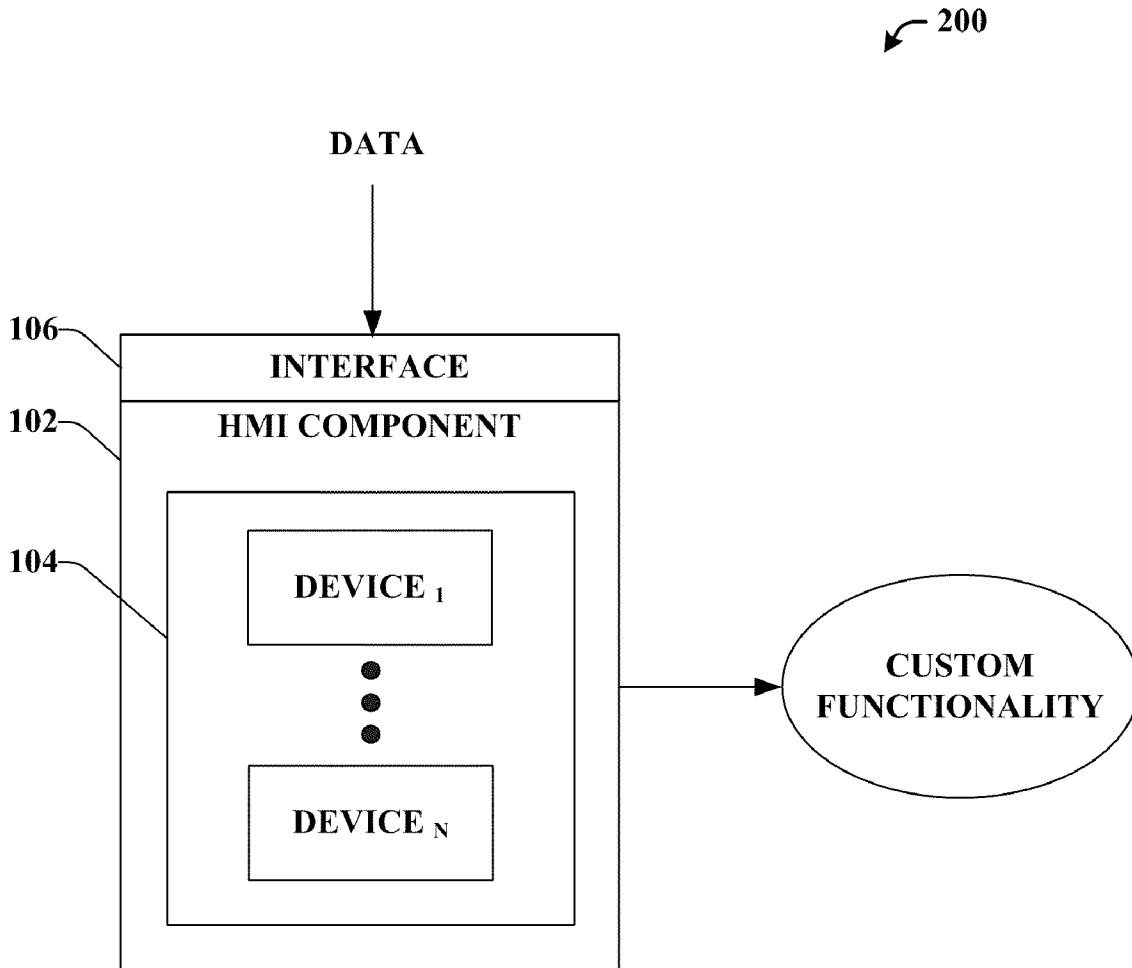 200
DATA
106
INTERFACE
102
HMI COMPONENT
104
DEVICE 1
DEVICE N
CUSTOM
FUNCTIONALITY